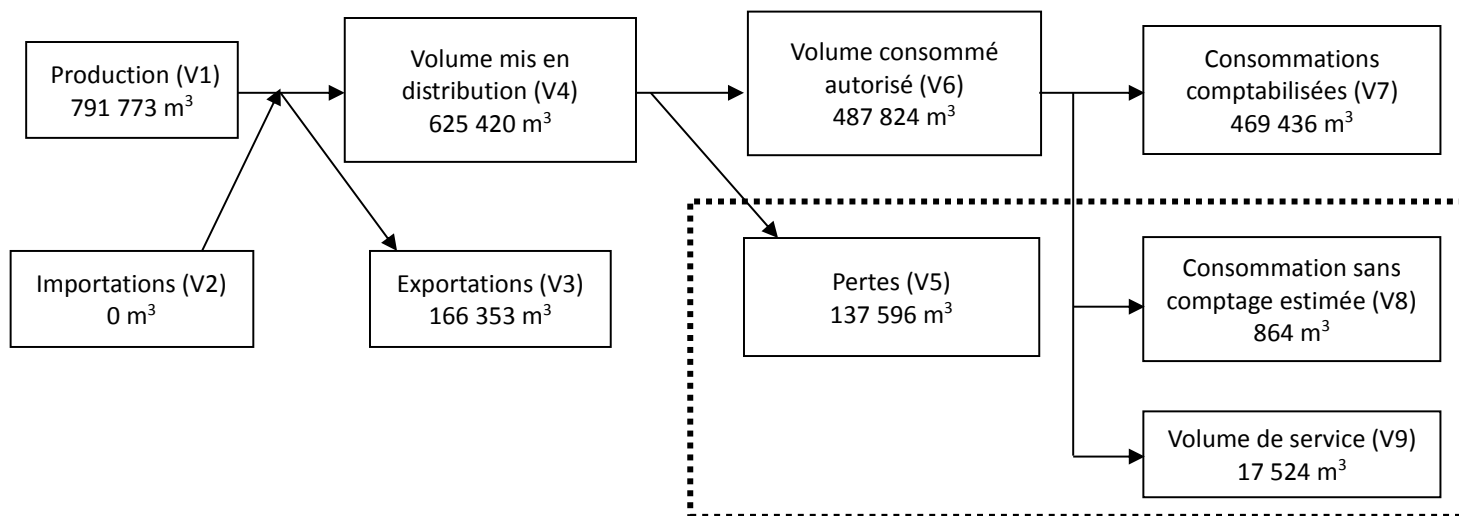 Production (V1)
791 773 m³
Volume mis en
distribution (V4)
625 420 m³
Volume consommé
autorisé (V6)
487 824 m³
Consommations
comptabilisées (V7)
469 436 m³
Importations (V2)
0 m³
Exportations (V3)
166 353 m³
Pertes (V5)
137 596 m³
Consommation sans
comptage estimée (V8)
864 m³
Volume de service (V9)
17 524 m³